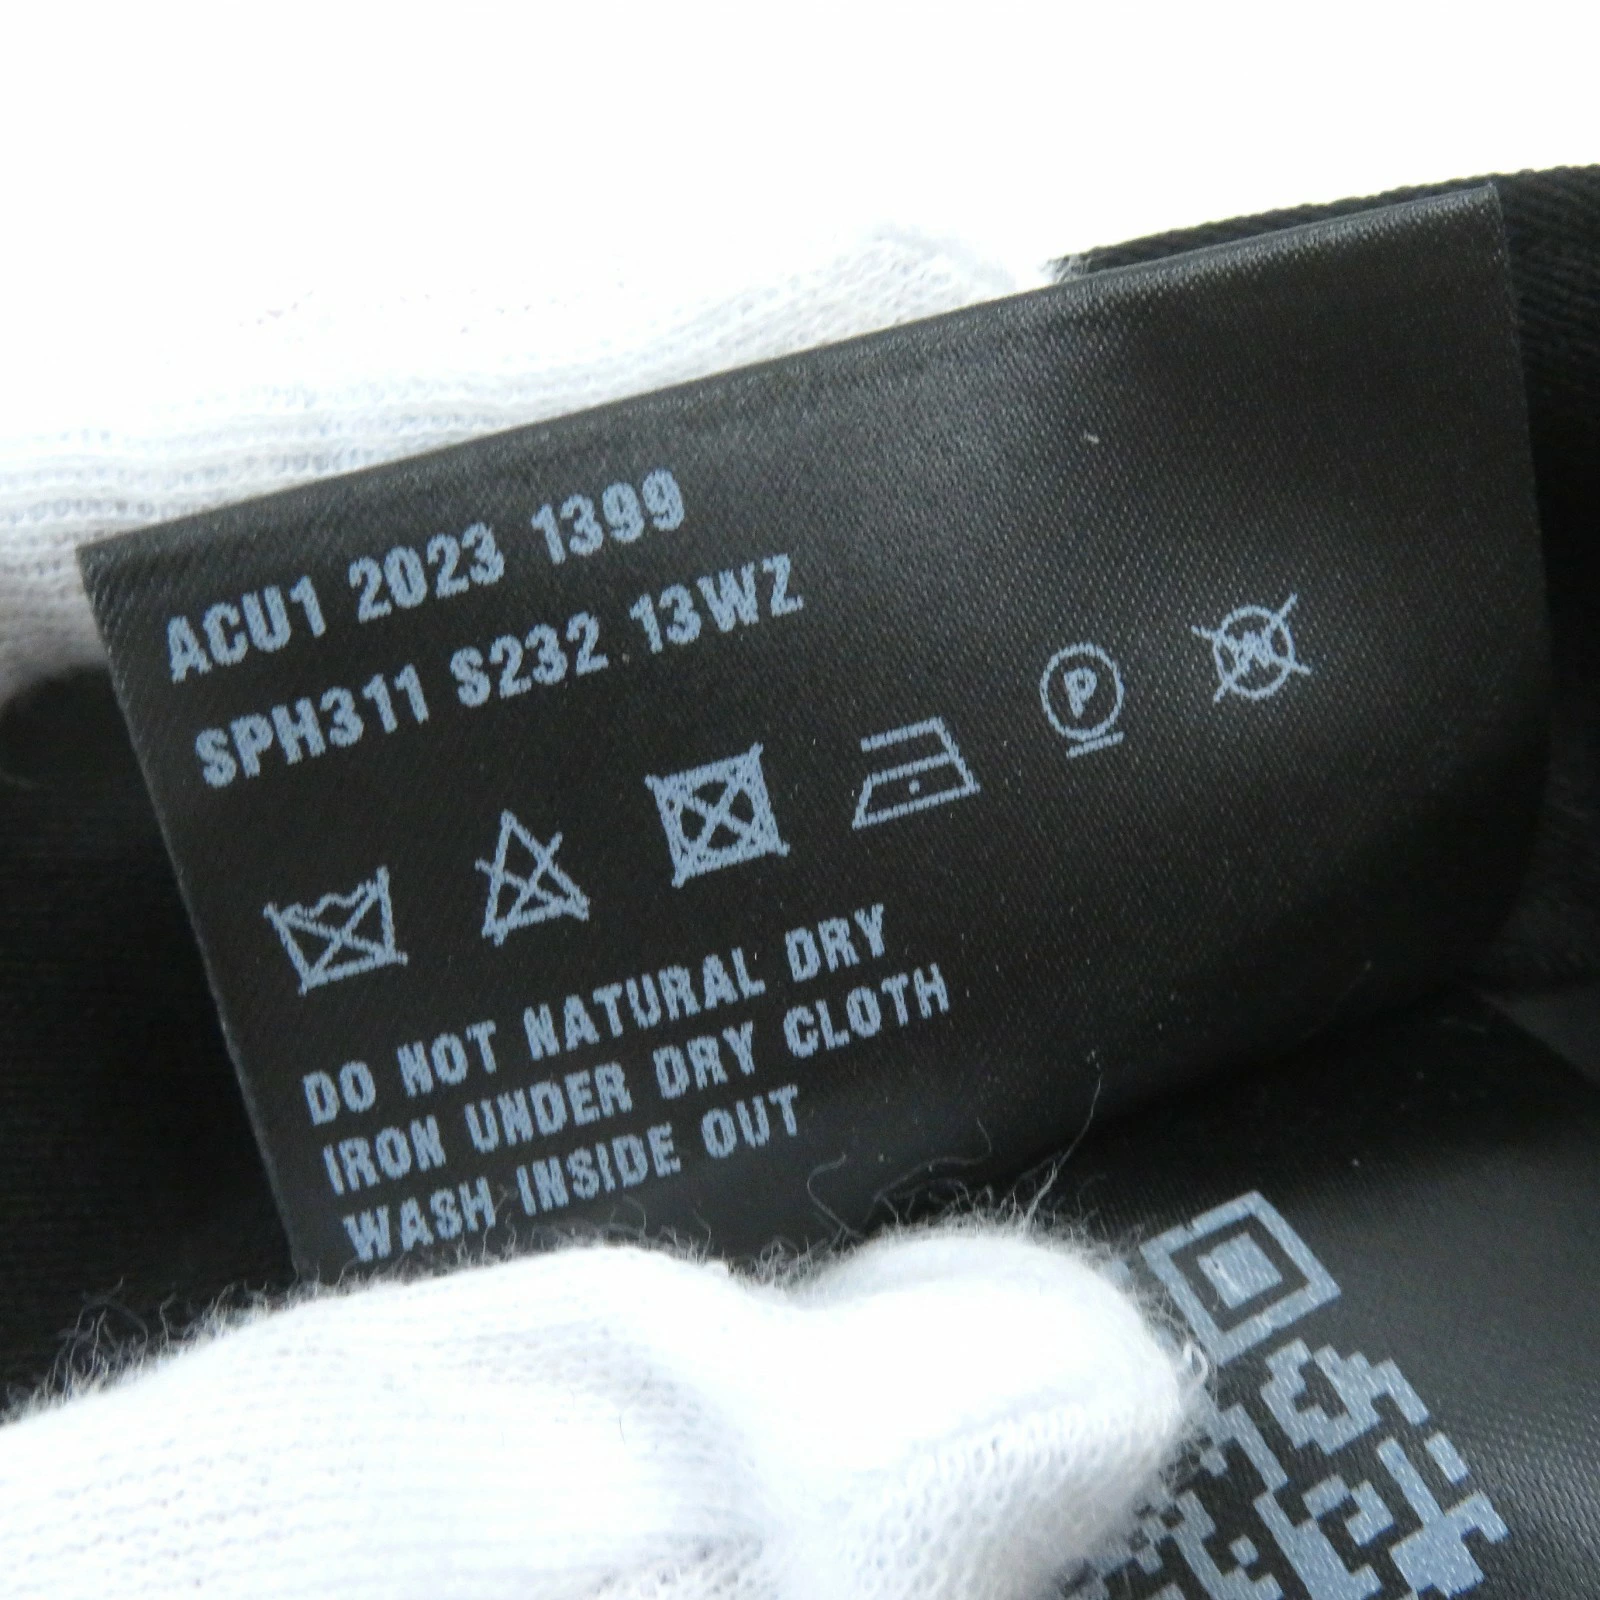 ACU1 2023 1399
SPH311 S232 13WZ
P W
DO NOT NATURAL DRY
IRON UNDER DRY CLOTH
WASH INSIDE OUT